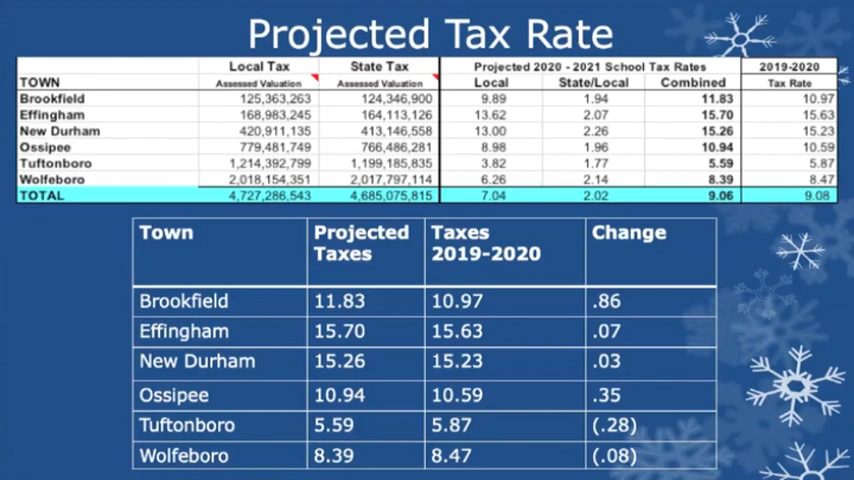 Projected Tax Rate
Local Tax State Tax Projected 2020 - 2021 School Tax Rates 2019-2020
TOWN Assessed Valuation Assessed Valuation Local State/Local Combined Tax Rate
Brookfield 125,363,263 124,346,900 9.89 1.94 11.83 10.97
Effingham 168,983,245 164,113,126 13.62 2.07 15.70 15.63
New Durham 420,911,135 413,146,558 13.00 2.26 15.26 15.23
Ossipee 779,481,749 766,486,281 8.98 1.96 10.94 10.59
Tuftonboro 1,214,392,799 1,199,185,835 3.82 1.77 5.59 5.87
Wolfeboro 2,018,154,351 2,017,797,114 6.26 2.14 8.39 8.47
TOTAL 4,727,286,543 4,685,075,815 7.04 2.02 9.06 9.08
Town Projected Taxes Change
Taxes 2019-2020
Brookfield 11.83 10.97 .86
Effingham 15.70 15.63 .07
New Durham 15.26 15.23 .03
Ossipee 10.94 10.59 .35
Tuftonboro 5.59 5.87 (.28)
Wolfeboro 8.39 8.47 (.08)